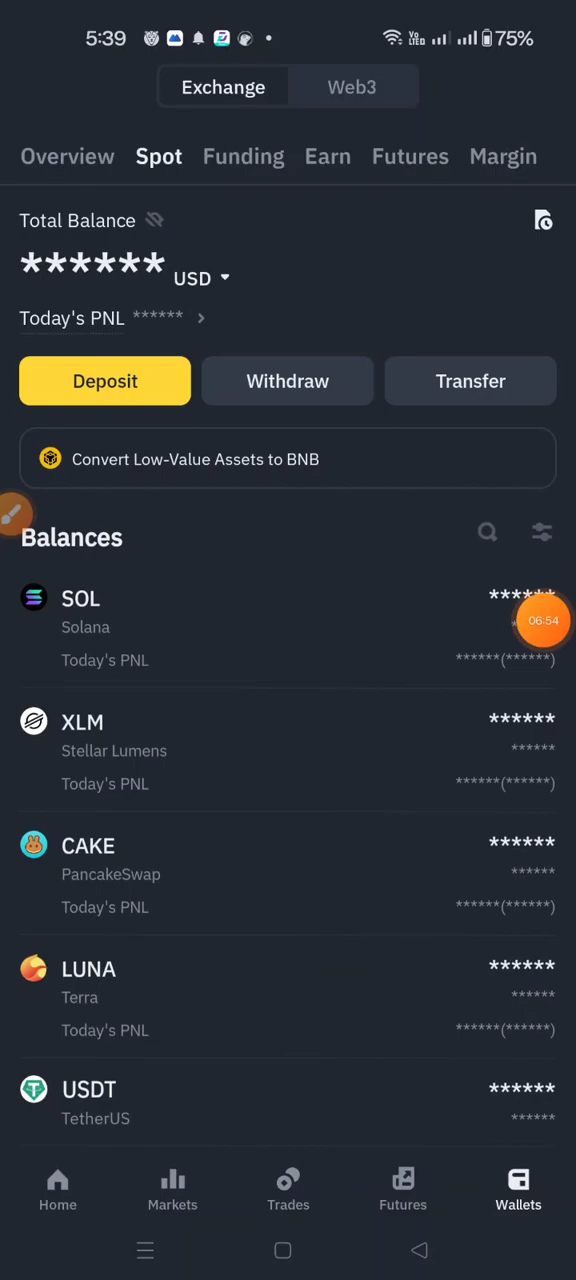 5:39 Vo LTED 75%
Exchange Web3
Overview Spot Funding Earn Futures Margin
Total Balance
****** USD
Today's PNL ****** >
Deposit Withdraw Transfer
Convert Low-Value Assets to BNB
Balances
SOL ******
Solana
06:54
Today's PNL ******(******)
XLM ******
Stellar Lumens ******
Today's PNL ******(******)
CAKE ******
PancakeSwap ******
Today's PNL ******(******)
LUNA ******
Terra ******
Today's PNL ******(******)
USDT ******
TetherUS ******
Home Markets Trades Futures Wallets